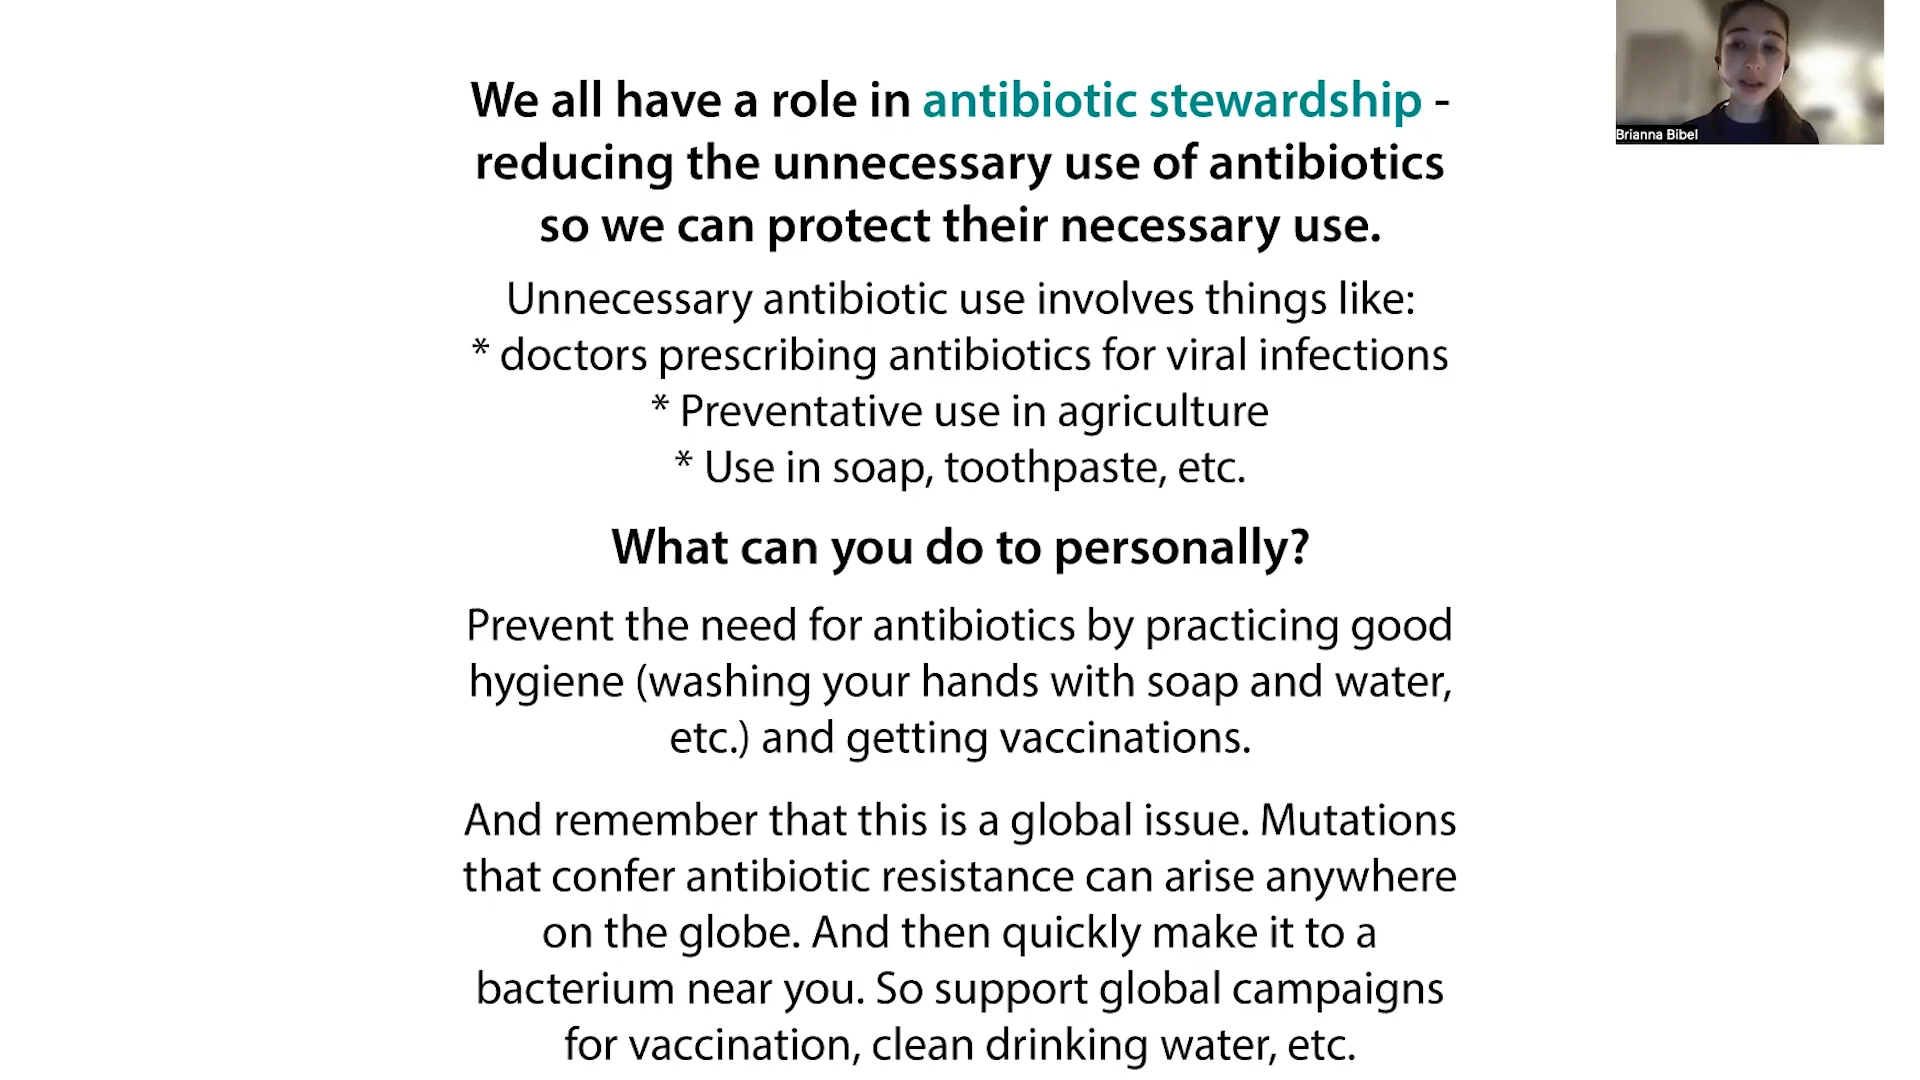 We all have a role in antibiotic stewardship -
reducing the unnecessary use of antibiotics
so we can protect their necessary use.
Unnecessary antibiotic use involves things like:
* doctors prescribing antibiotics for viral infections
* Preventative use in agriculture
* Use in soap, toothpaste, etc.
What can you do to personally?
Prevent the need for antibiotics by practicing good
hygiene (washing your hands with soap and water,
etc.) and getting vaccinations.
And remember that this is a global issue. Mutations
that confer antibiotic resistance can arise anywhere
on the globe. And then quickly make it to a
bacterium near you. So support global campaigns
for vaccination, clean drinking water, etc.
Brianna Bibel